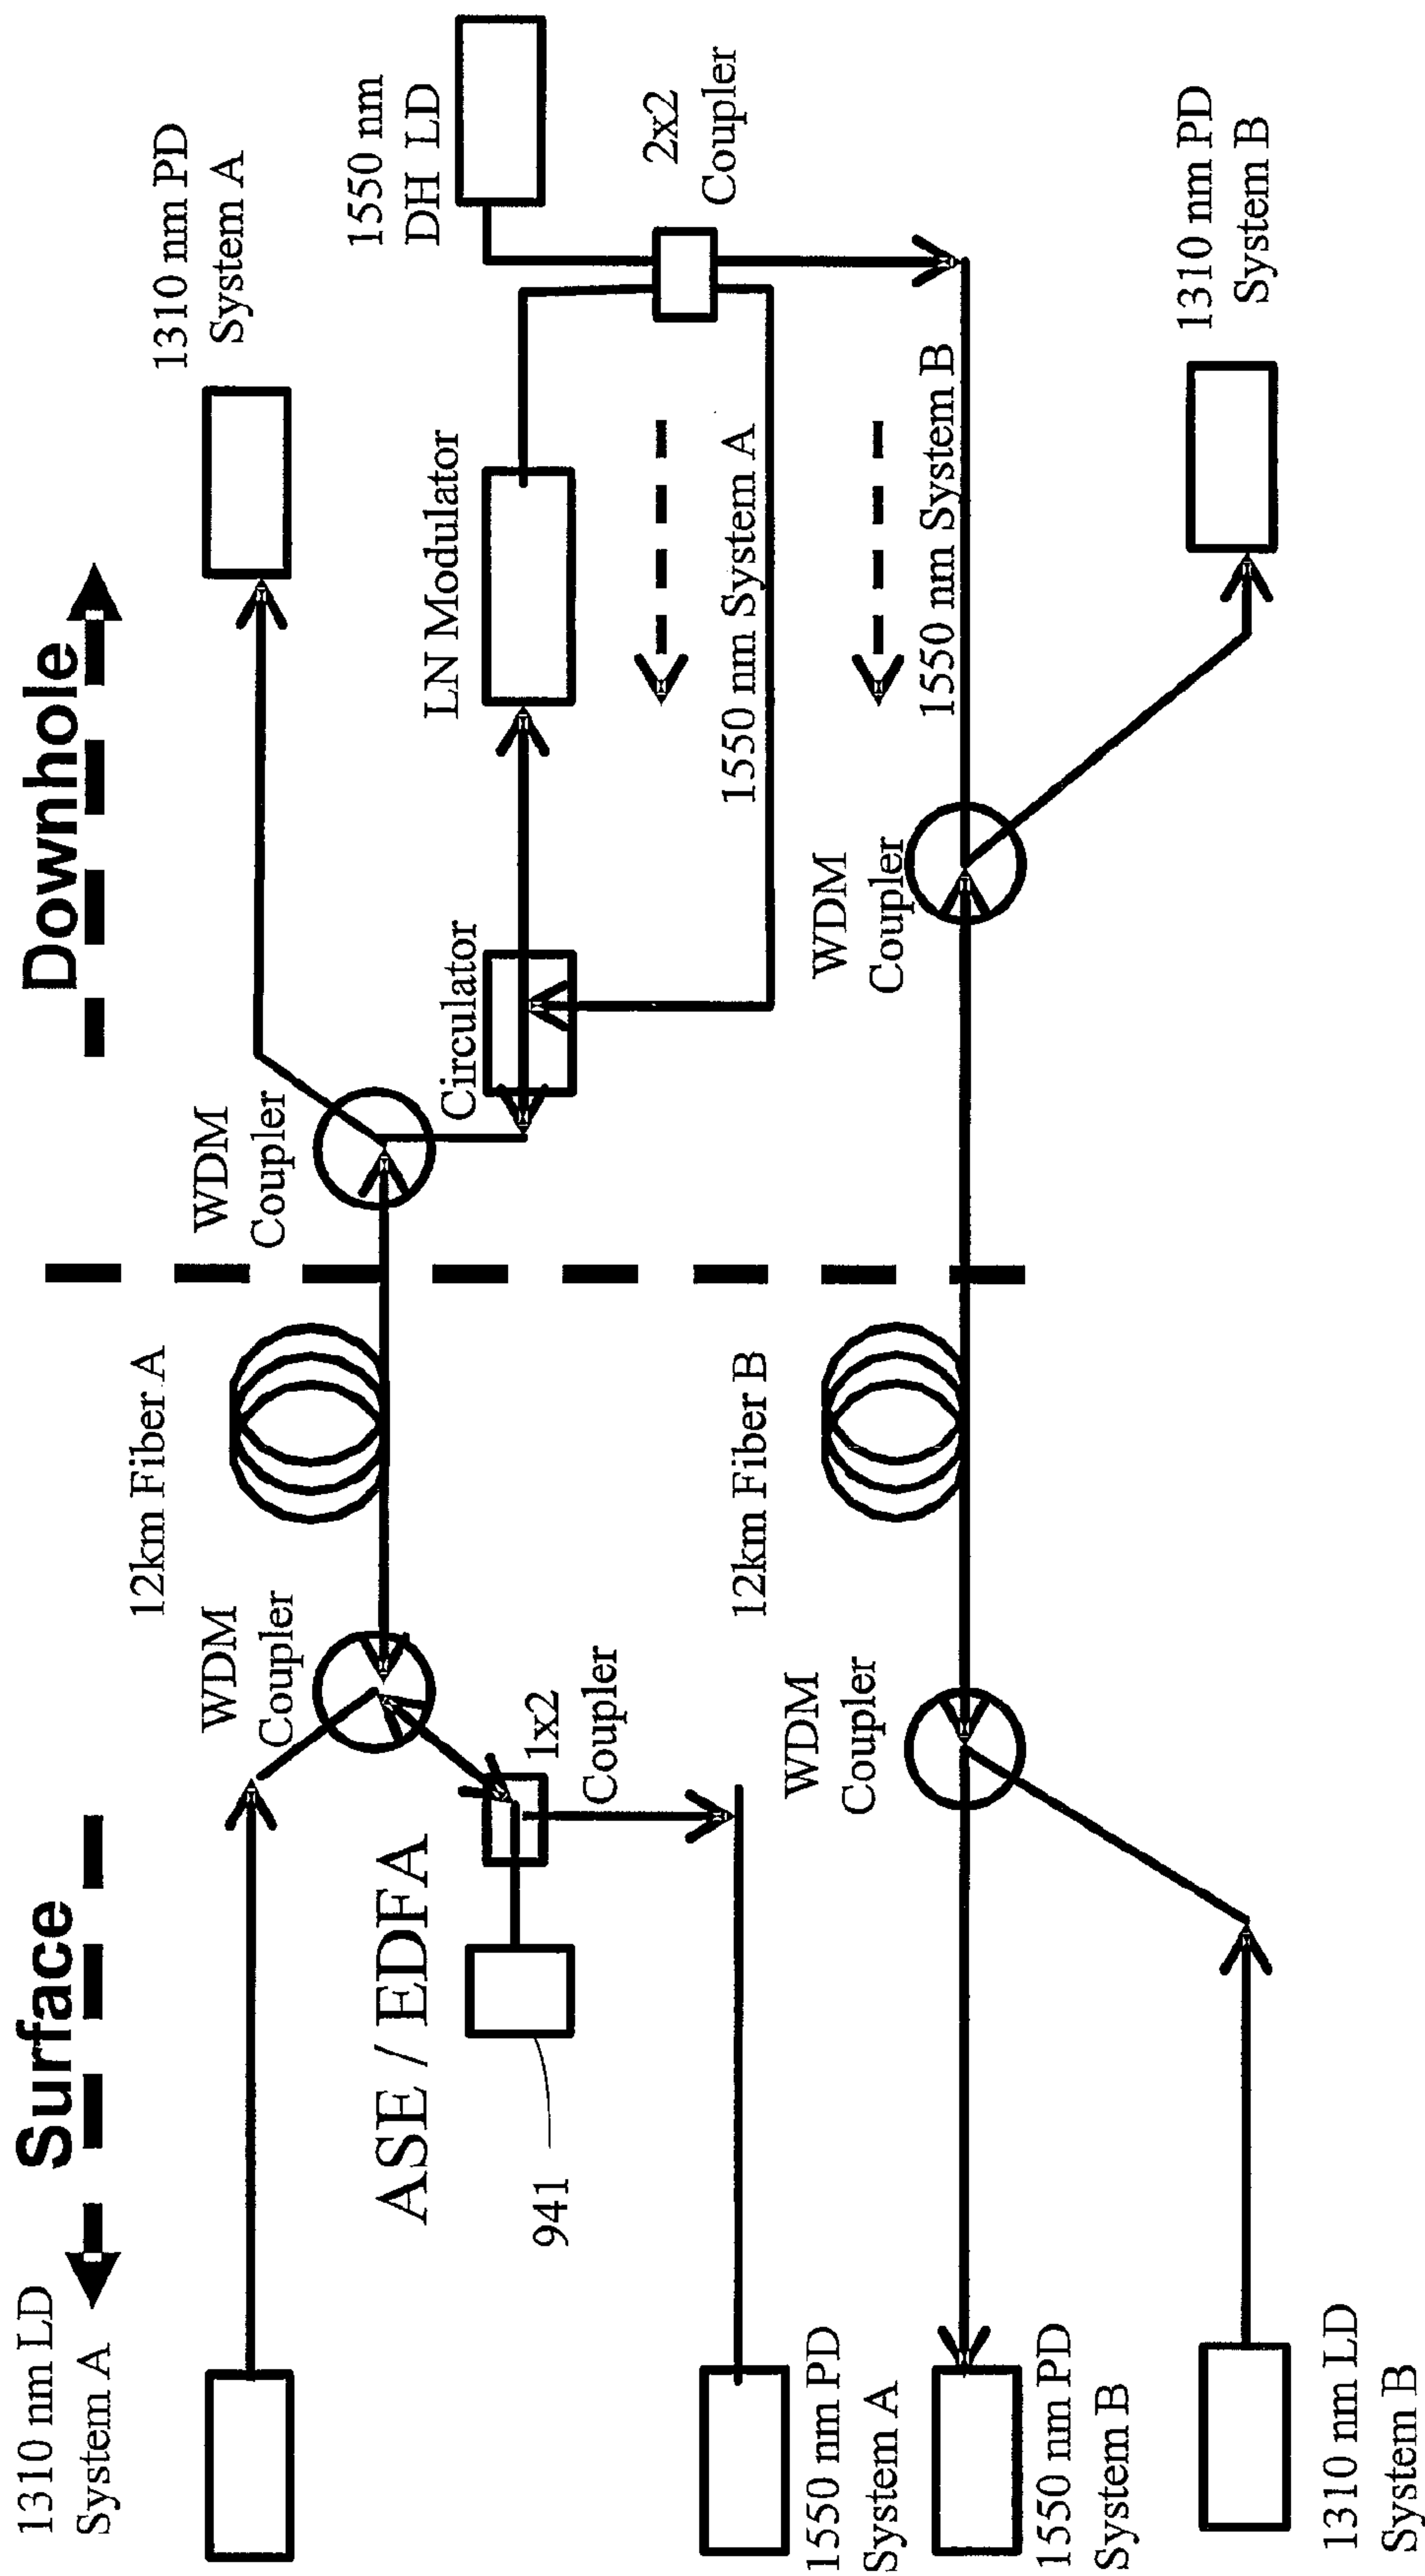 Surface
Downhole
1310 nm LD
System A
WDM
Coupler
12km Fiber A
WDM
Coupler
1310 nm PD
System A
ASE / EDFA
941
1x2
Coupler
Circulator
LN Modulator
1550 nm
DH LD
2x2
Coupler
1550 nm System A
1550 nm PD
System A
12km Fiber B
WDM
Coupler
WDM
Coupler
1550 nm System B
1550 nm PD
System B
1310 nm LD
System B
1310 nm PD
System B